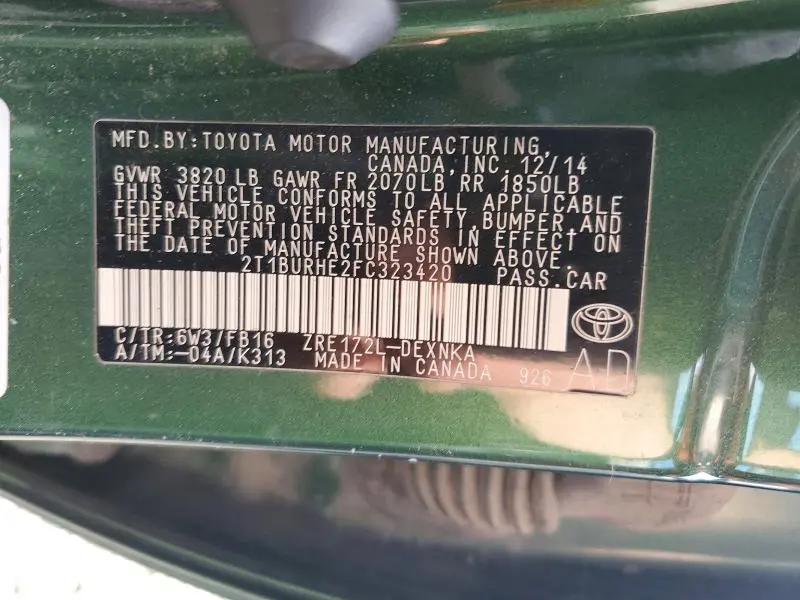 MFD. BY: TOYOTA MOTOR MANUFACTURING,
CANADA, INC. 12/14
GVWR 3820 LB GAWR FR 2070LB RR 1850LB
THIS VEHICLE CONFORMS TO ALL APPLICABLE
FEDERAL MOTOR VEHICLE SAFETY, BUMPER, AND
THEFT PREVENTION STANDARDS IN EFFECT ON
THE DATE OF MANUFACTURE SHOWN ABOVE.
2T1BURHE2FC323420 PASS. CAR
C/TR: 6W3/FB16 ZRE172L-DEXNKA
A/TM: -04A/K313 MADE IN CANADA 926 AD